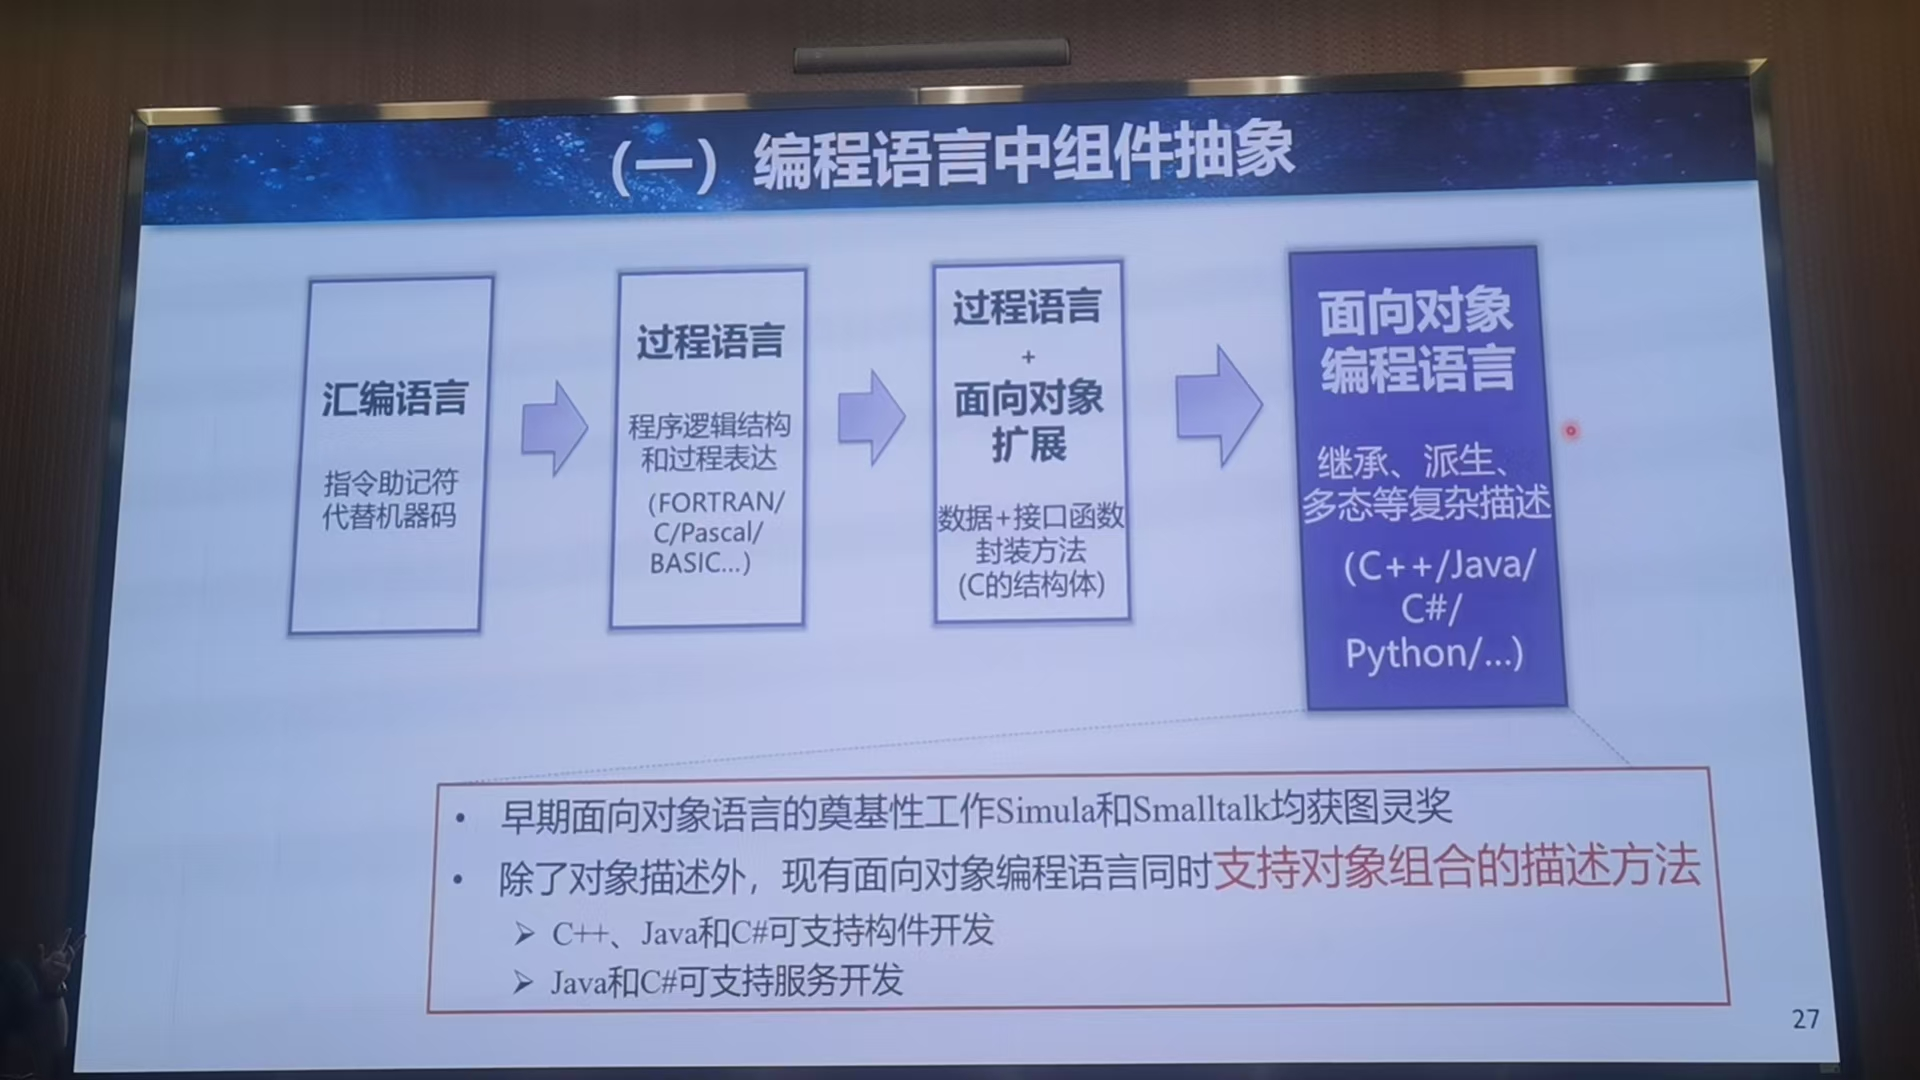 （一）编程语言中组件抽象
汇编语言
指令助记符
代替机器码
过程语言
程序逻辑结构
和过程表达
（FORTRAN/
C/Pascal/
BASIC...）
过程语言
+
面向对象
扩展
数据+接口函数
封装方法
(C的结构体)
面向对象
编程语言
继承、派生、
多态等复杂描述
（C++/Java/
C#/
Python/...）
• 早期面向对象语言的奠基性工作Simula和Smalltalk均获图灵奖
• 除了对象描述外，现有面向对象编程语言同时支持对象组合的描述方法
➢ C++、Java和C#可支持构件开发
➢ Java和C#可支持服务开发
27